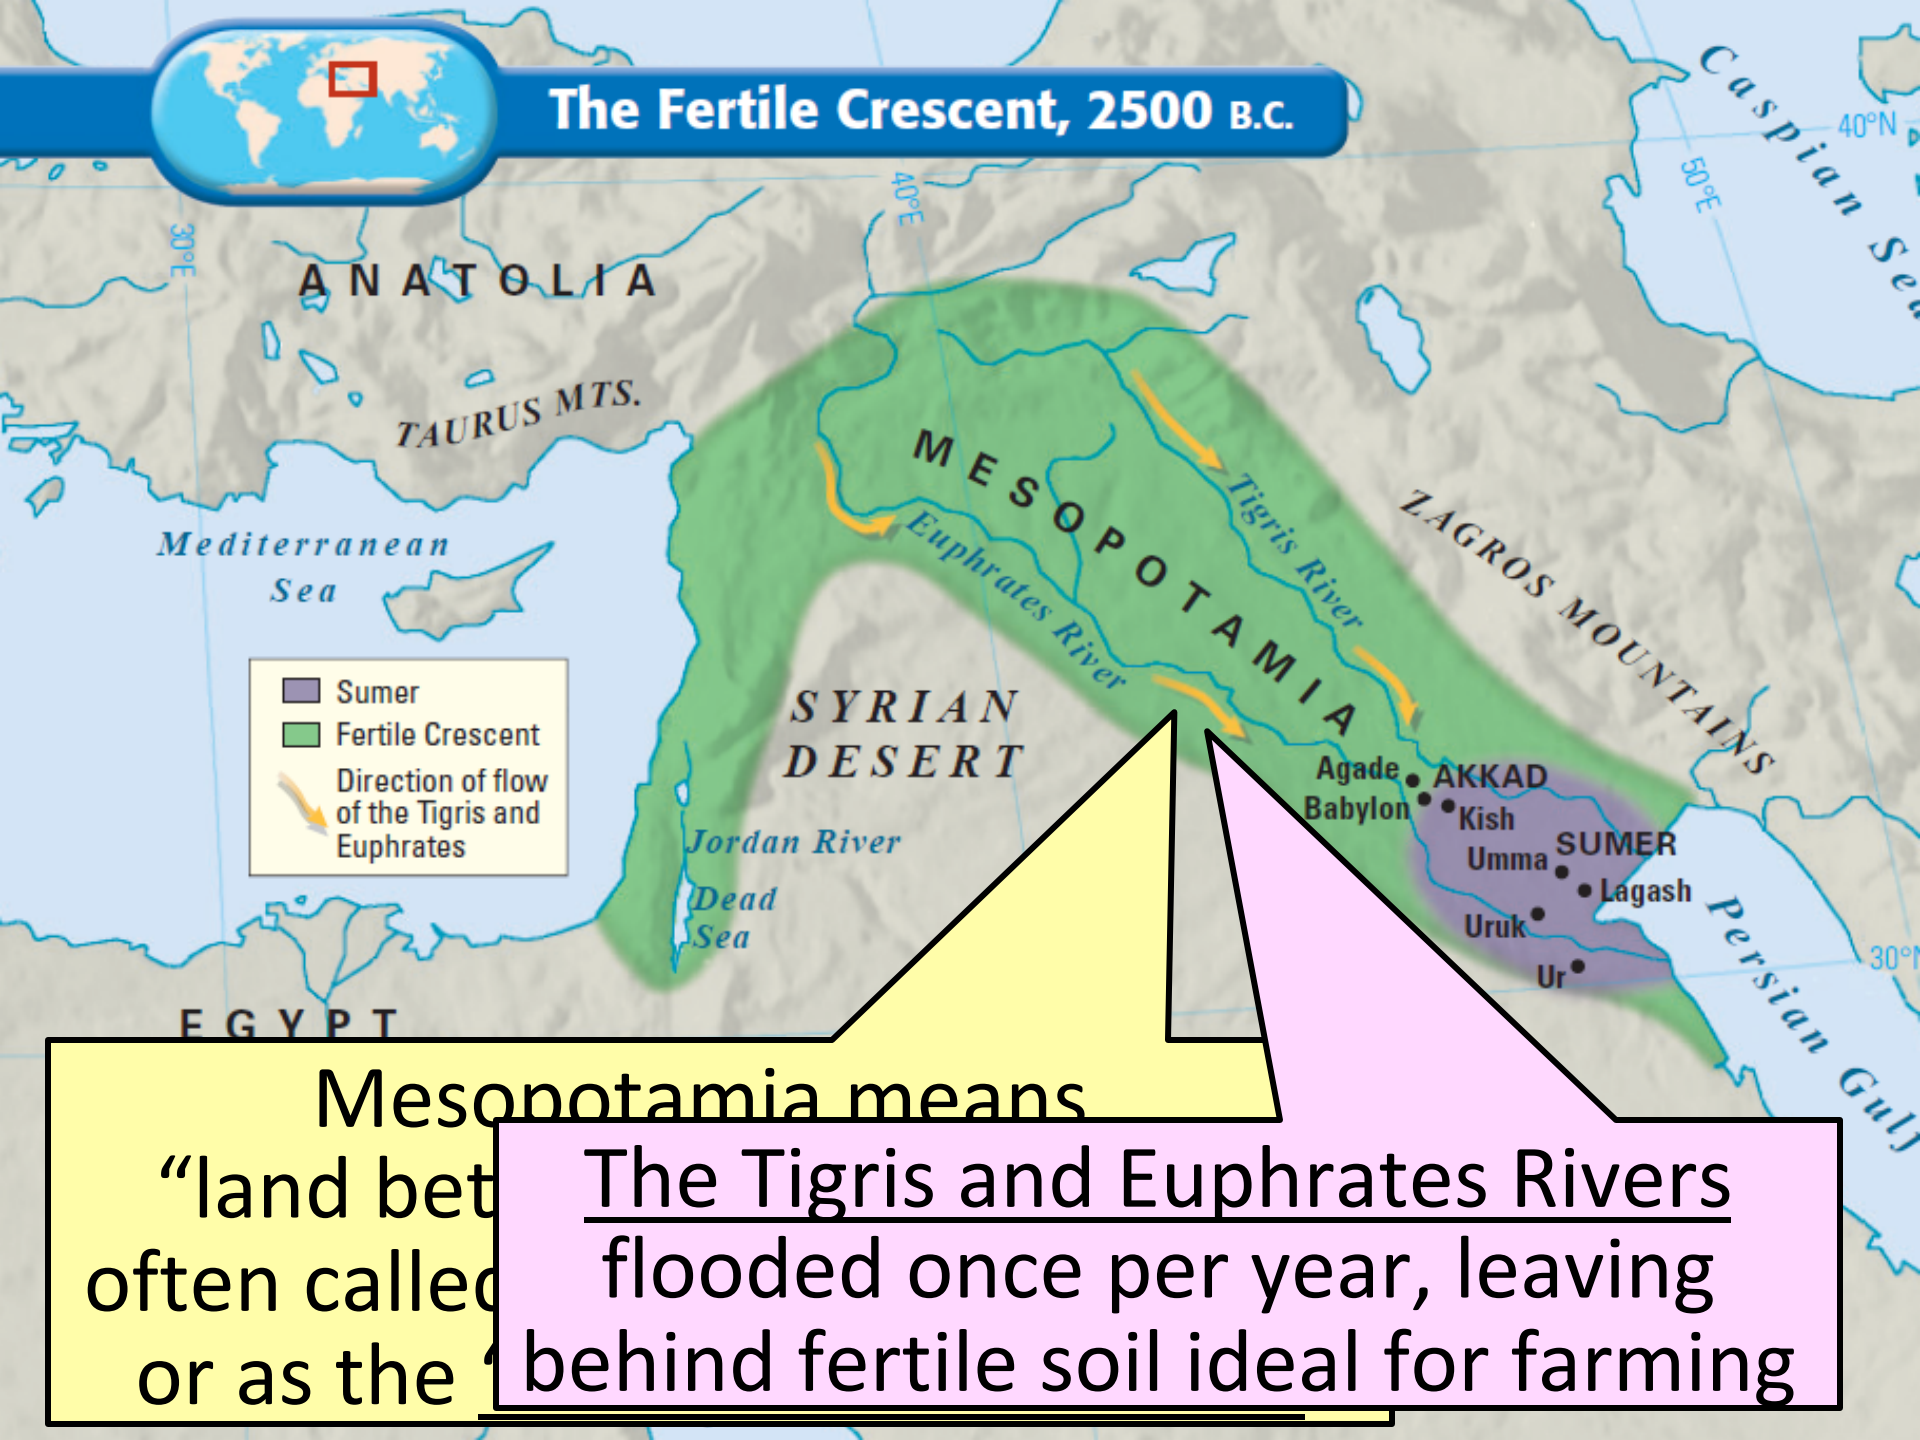 The Fertile Crescent, 2500 B.C.
Caspian Sea
40°N
50°E
40°E
30°E
ANATOLIA
TAURUS MTS.
MESOPOTAMIA
Tigris River
Euphrates River
ZAGROS MOUNTAINS
Mediterranean
Sea
Sumer
Fertile Crescent
Direction of flow
of the Tigris and
Euphrates
SYRIAN
DESERT
Agade
AKKAD
Babylon
Kish
SUMER
Umma
Lagash
Uruk
Ur
Jordan River
Dead
Sea
Persian Gulf
30°N
EGYPT
Mesopotamia means
“land bet
often called
or as the “
The Tigris and Euphrates Rivers
flooded once per year, leaving
behind fertile soil ideal for farming